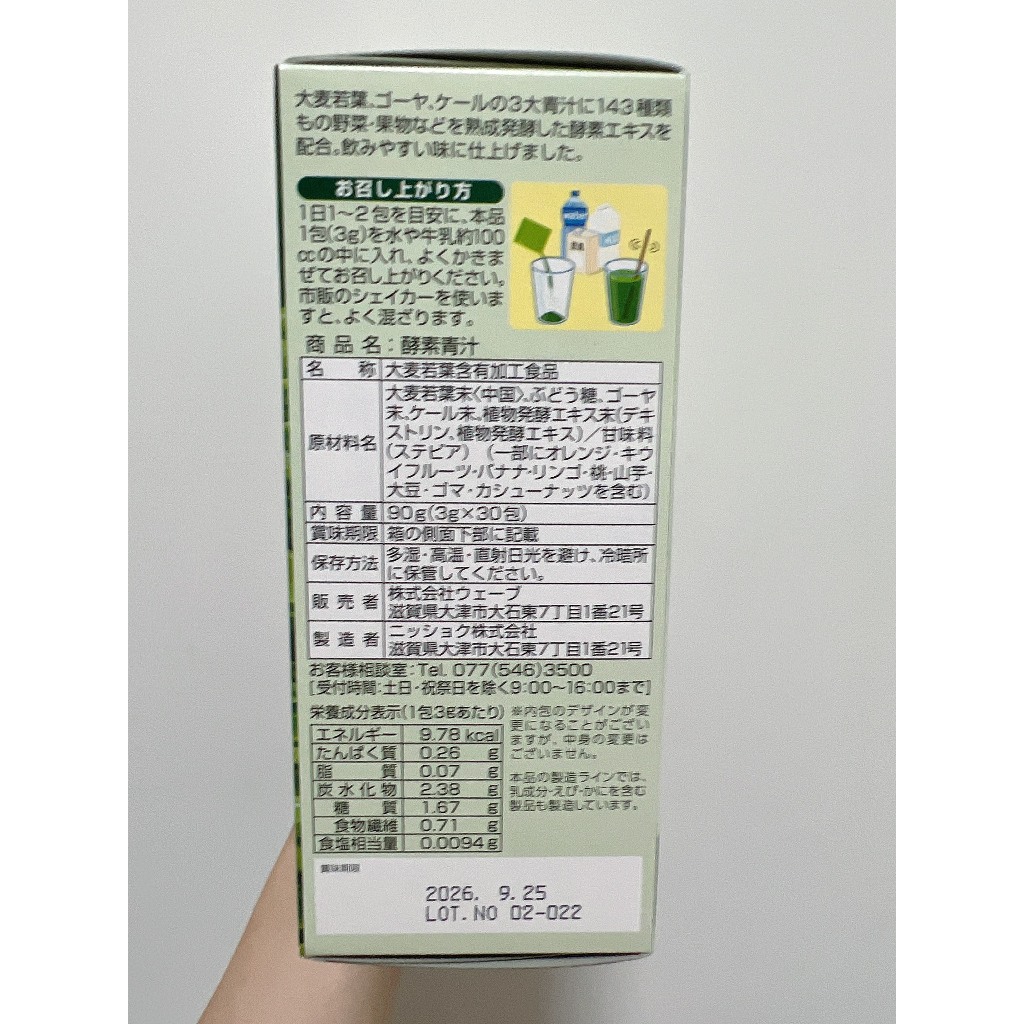 大麦若葉、ゴーヤ、ケールの3大青汁に143種類
もの野菜・果物などを熟成発酵した酵素エキスを
配合。飲みやすい味に仕上げました。
お召し上がり方
1日1〜2包を目安に、本品
1包(3g)を水や牛乳約100
ccの中に入れ、よくかきま
ぜてお召し上がりください。
市販のシェイカーを使いま
すと、よく混ざります。
water
商品名:酵素青汁
名称 大麦若葉含有加工食品
原材料名 大麦若葉末〈中国〉、ぶどう糖、ゴーヤ
末、ケール末、植物発酵エキス末(デキ
ストリン、植物発酵エキス)/甘味料
(ステビア) (一部にオレンジ・キウ
イフルーツ・バナナ・リンゴ・桃・山芋・
大豆・ゴマ・カシューナッツを含む)
内容量 90g(3g×30包)
賞味期限 箱の側面下部に記載
保存方法 多湿・高温・直射日光を避け、冷暗所
に保管してください。
販売者 株式会社ウェーブ
滋賀県大津市大石東7丁目1番21号
製造者 ニッショク株式会社
滋賀県大津市大石東7丁目1番21号
お客様相談室:Tel. 077(546)3500
[受付時間:土日・祝祭日を除く9:00〜16:00まで]
栄養成分表示(1包3gあたり)
エネルギー 9.78 kcal
たんぱく質 0.26 g
脂質 0.07 g
炭水化物 2.38 g
糖質 1.67 g
食物繊維 0.71 g
食塩相当量 0.0094 g
※内包のデザインが変
更になることがござい
ますが、中身の変更は
ございません。
本品の製造ラインでは、
乳成分・えび・かにを含む
製品も製造しています。
賞味期限
2026. 9.25
LOT.NO 02-022